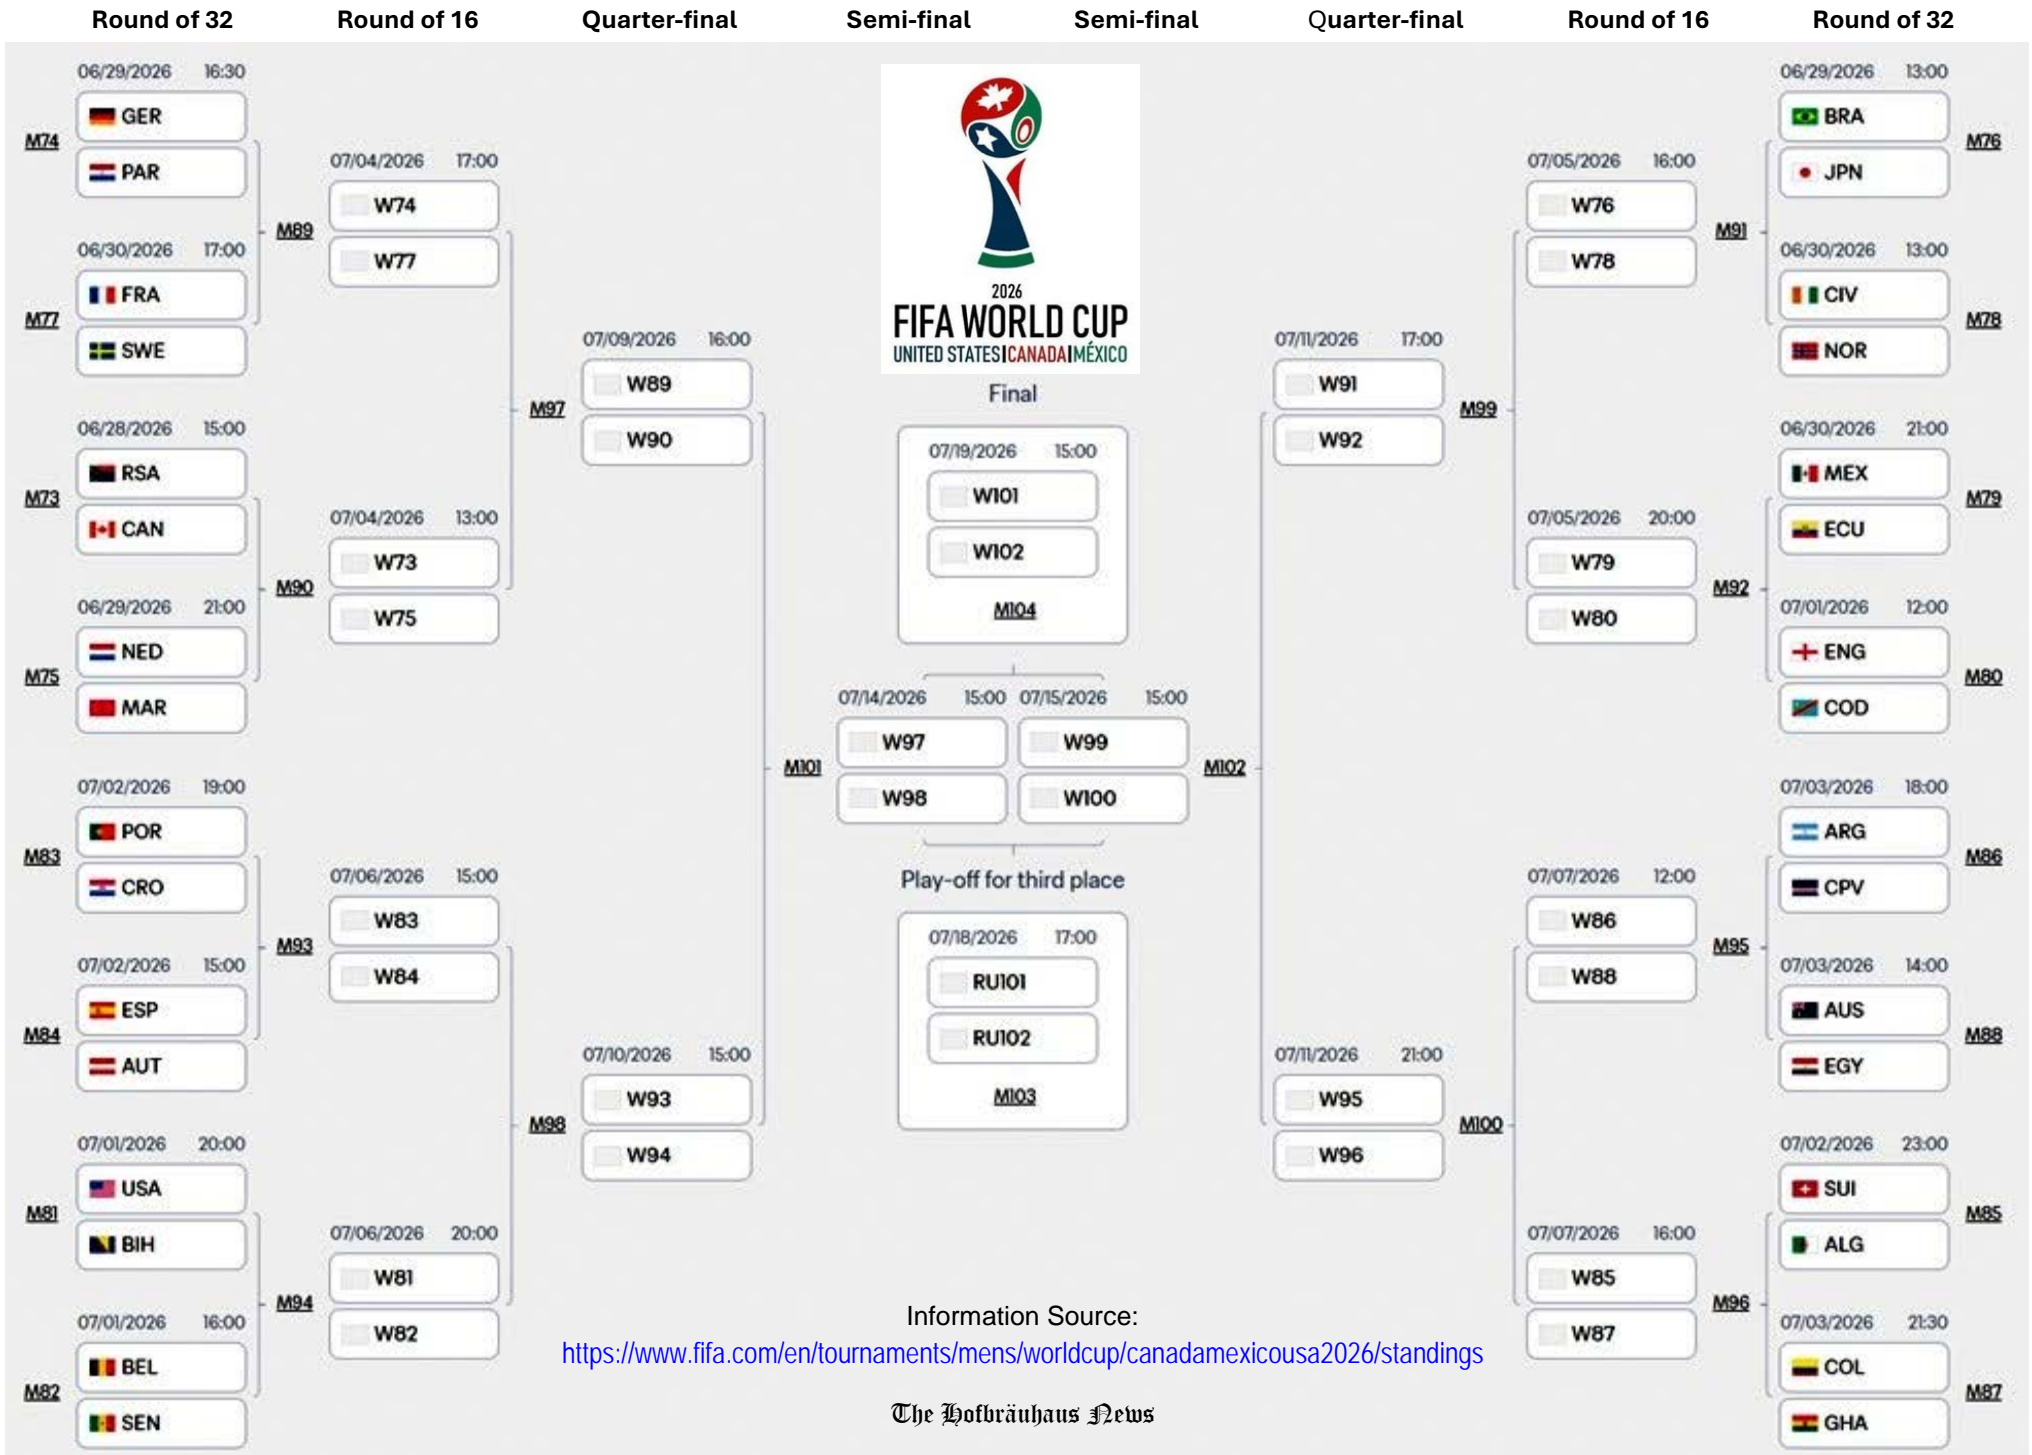 Round of 32 Round of 16 Quarter-final Semi-final Semi-final Quarter-final Round of 16 Round of 32
06/29/2026 16:30
GER
M74
PAR
06/30/2026 17:00
FRA
M77
SWE
06/28/2026 15:00
RSA
M73
CAN
06/29/2026 21:00
NED
M75
MAR
07/02/2026 19:00
POR
M83
CRO
07/02/2026 15:00
ESP
M84
AUT
07/01/2026 20:00
USA
M81
BIH
07/01/2026 16:00
BEL
M82
SEN
07/04/2026 17:00
W74
M89
W77
07/04/2026 13:00
W73
M90
W75
07/06/2026 15:00
W83
M93
W84
07/06/2026 20:00
W81
M94
W82
07/09/2026 16:00
W89
M97
W90
07/10/2026 15:00
W93
M98
W94
2026
FIFA WORLD CUP
UNITED STATES|CANADA|MÉXICO
Final
07/19/2026 15:00
W101
W102
M104
07/14/2026 15:00
W97
M101
W98
07/15/2026 15:00
W99
M102
W100
Play-off for third place
07/18/2026 17:00
RU101
RU102
M103
07/11/2026 17:00
W91
M99
W92
07/11/2026 21:00
W95
M100
W96
07/05/2026 16:00
W76
M91
W78
07/05/2026 20:00
W79
M92
W80
07/07/2026 12:00
W86
M95
W88
07/07/2026 16:00
W85
M96
W87
06/29/2026 13:00
BRA
M76
JPN
06/30/2026 13:00
CIV
M78
NOR
06/30/2026 21:00
MEX
M79
ECU
07/01/2026 12:00
ENG
M80
COD
07/03/2026 18:00
ARG
M86
CPV
07/03/2026 14:00
AUS
M88
EGY
07/02/2026 23:00
SUI
M85
ALG
07/03/2026 21:30
COL
M87
GHA
Information Source:
https://www.fifa.com/en/tournaments/mens/worldcup/canadamexicousa2026/standings
The Hofbräuhaus News